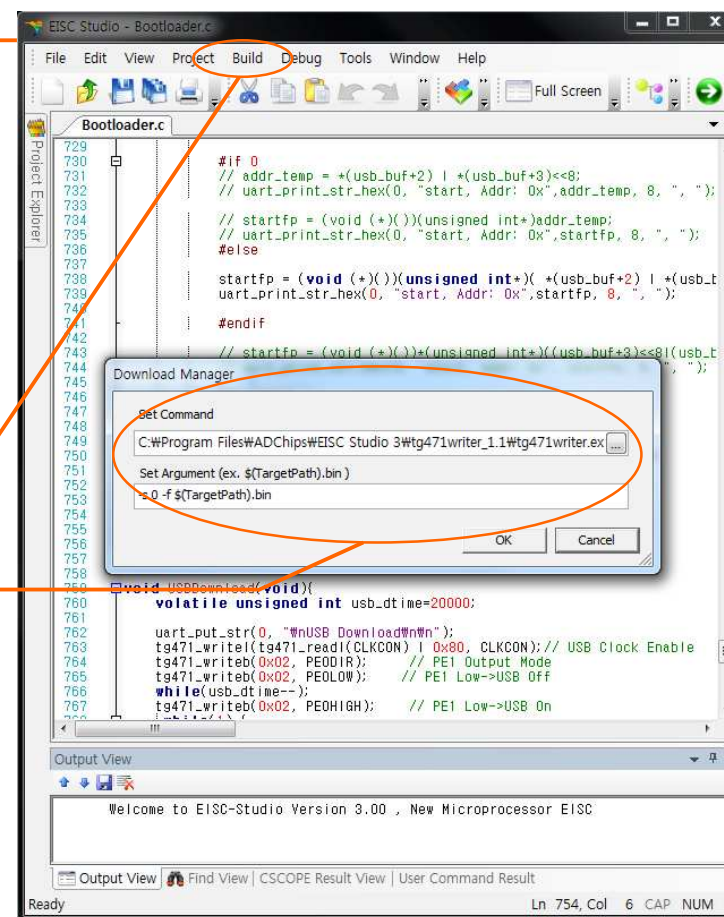 EISC Studio - Bootloader.c
File Edit View Project Build Debug Tools Window Help
Full Screen
Bootloader.c
Project Explorer
729
730 #if 0
731 // addr_temp = *(usb_buf+2) | *(usb_buf+3)<<8;
732 // uart_print_str_hex(0, "start, Addr: 0x",addr_temp, 8, ", ");
733
734 // startfp = (void (*)())(unsigned int*)addr_temp;
735 // uart_print_str_hex(0, "start, Addr: 0x",startfp, 8, ", ");
736 #else
737
738 startfp = (void (*)())(unsigned int*)( *(usb_buf+2) | *(usb_b
739 uart_print_str_hex(0, "start, Addr: 0x",startfp, 8, ", ");
740
741 #endif
742
743 // startfp = (void (*)())*(unsigned int*)((usb_buf+3)<<8|(usb_b
744 ", ");
745
746
747
748
749
750
751
752
753
754
755
756
757
758
Download Manager
Set Command
C:₩Program Files₩ADChips₩EISC Studio 3₩tg471writer_1.1₩tg471writer.ex ...
Set Argument (ex. $(TargetPath).bin )
-s 0 -f $(TargetPath).bin
OK Cancel
759 void USBDownload(void){
760 volatile unsigned int usb_dtime=20000;
761
762 uart_put_str(0, "₩nUSB Download₩n₩n");
763 tg471_writel(tg471_readl(CLKCON) | 0x80, CLKCON);// USB Clock Enable
764 tg471_writeb(0x02, PEODIR); // PE1 Output Mode
765 tg471_writeb(0x02, PEOLOW); // PE1 Low->USB Off
766 while(usb_dtime--);
767 tg471_writeb(0x02, PEOHIGH); // PE1 Low->USB On
Output View
Welcome to EISC-Studio Version 3.00 , New Microprocessor EISC
Output View Find View CSCOPE Result View User Command Result
Ready Ln 754, Col 6 CAP NUM